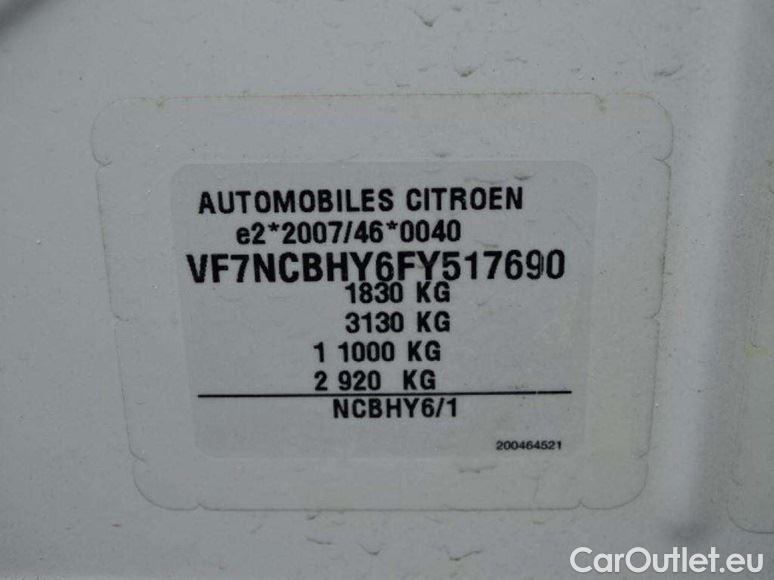 AUTOMOBILES CITROEN
e2*2007/46*0040
VF7NCBHY6FY517690
1830 KG
3130 KG
1 1000 KG
2 920 KG
NCBHY6/1
200464521
CarOutlet.eu